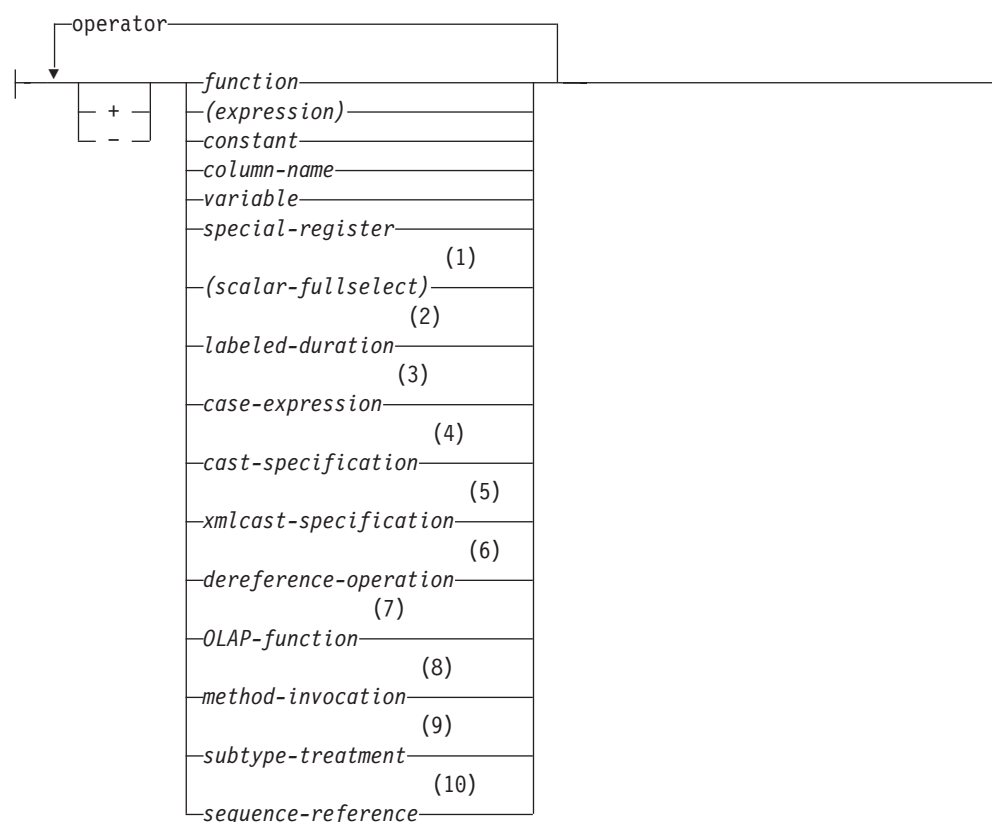 operator
function
+
(expression)
−
constant
column-name
variable
special-register
(1)
(scalar-fullselect)
(2)
labeled-duration
(3)
case-expression
(4)
cast-specification
(5)
xmlcast-specification
(6)
dereference-operation
(7)
OLAP-function
(8)
method-invocation
(9)
subtype-treatment
(10)
sequence-reference